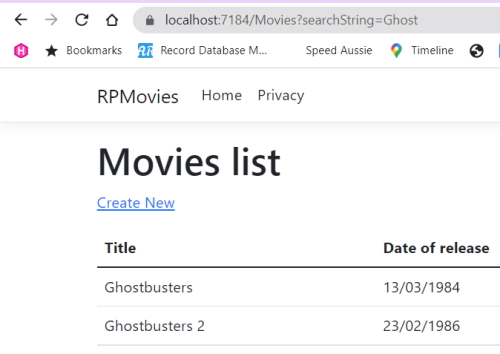 localhost:7184/Movies?searchString=Ghost
Bookmarks Record Database M... Speed Aussie Timeline
RPMovies Home Privacy
Movies list
Create New
Title Date of release
Ghostbusters 13/03/1984
Ghostbusters 2 23/02/1986